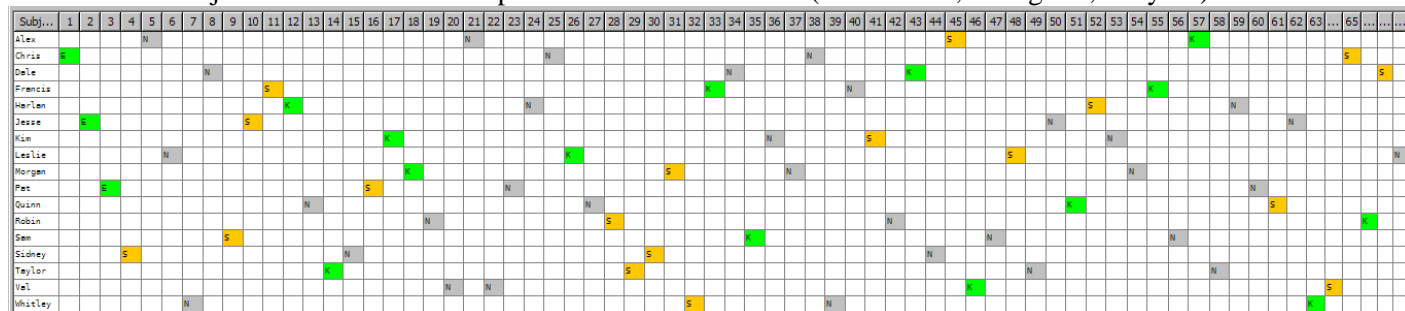 Subj... 1 2 3 4 5 6 7 8 9 10 11 12 13 14 15 16 17 18 19 20 21 22 23 24 25 26 27 28 29 30 31 32 33 34 35 36 37 38 39 40 41 42 43 44 45 46 47 48 49 50 51 52 53 54 55 56 57 58 59 60 61 62 63 ... 65 ... ...
Alex N N S K
Chris E N N S
Dale N N K S
Francis S K N K
Harlan K N S N
Jesse E S N N
Kim K N S N
Leslie N K S N
Morgan K S N N
Pat E S N N
Quinn N N K S
Robin N S N K
Sam S K N N
Sidney S N S N
Taylor K S N N
Val N N K S
Whitley N S N K